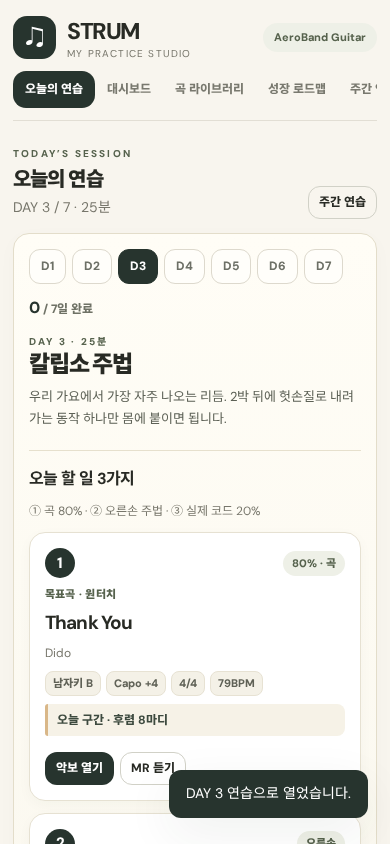 STRUM
MY PRACTICE STUDIO
AeroBand Guitar
오늘의 연습 대시보드 곡 라이브러리 성장 로드맵 주간
TODAY'S SESSION
오늘의 연습
DAY 3 / 7 · 25분
주간 연습
D1 D2 D3 D4 D5 D6 D7
0 / 7일 완료
DAY 3 · 25분
칼립소 주법
우리 가요에서 가장 자주 나오는 리듬. 2박 뒤에 헛손질로 내려
가는 동작 하나만 몸에 붙이면 됩니다.
오늘 할 일 3가지
① 곡 80% · ② 오른손 주법 · ③ 실제 코드 20%
1
80% · 곡
목표곡 · 원터치
Thank You
Dido
남자키 B Capo +4 4/4 79BPM
오늘 구간 · 후렴 8마디
악보 열기 MR 듣기
DAY 3 연습으로 열었습니다.
2
오른손